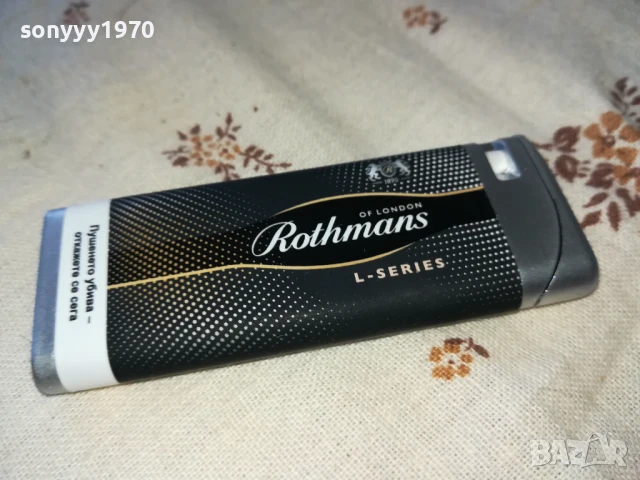 sonyyy1970
OF LONDON
Rothmans
L-SERIES
Пушенето убива –
откажете се сега
BAZAR